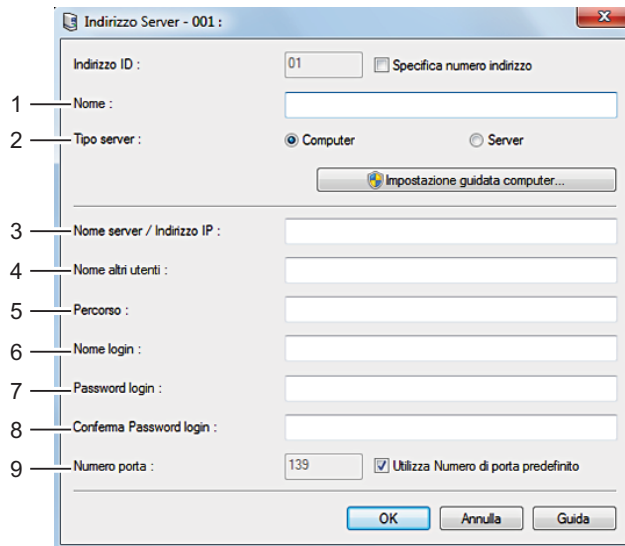 Indirizzo Server - 001 :
Indirizzo ID : 01 Specifica numero indirizzo
1 Nome :
2 Tipo server : Computer Server
Impostazione guidata computer...
3 Nome server / Indirizzo IP :
4 Nome altri utenti :
5 Percorso :
6 Nome login :
7 Password login :
8 Conferma Password login :
9 Numero porta : 139 Utilizza Numero di porta predefinito
OK Annulla Guida